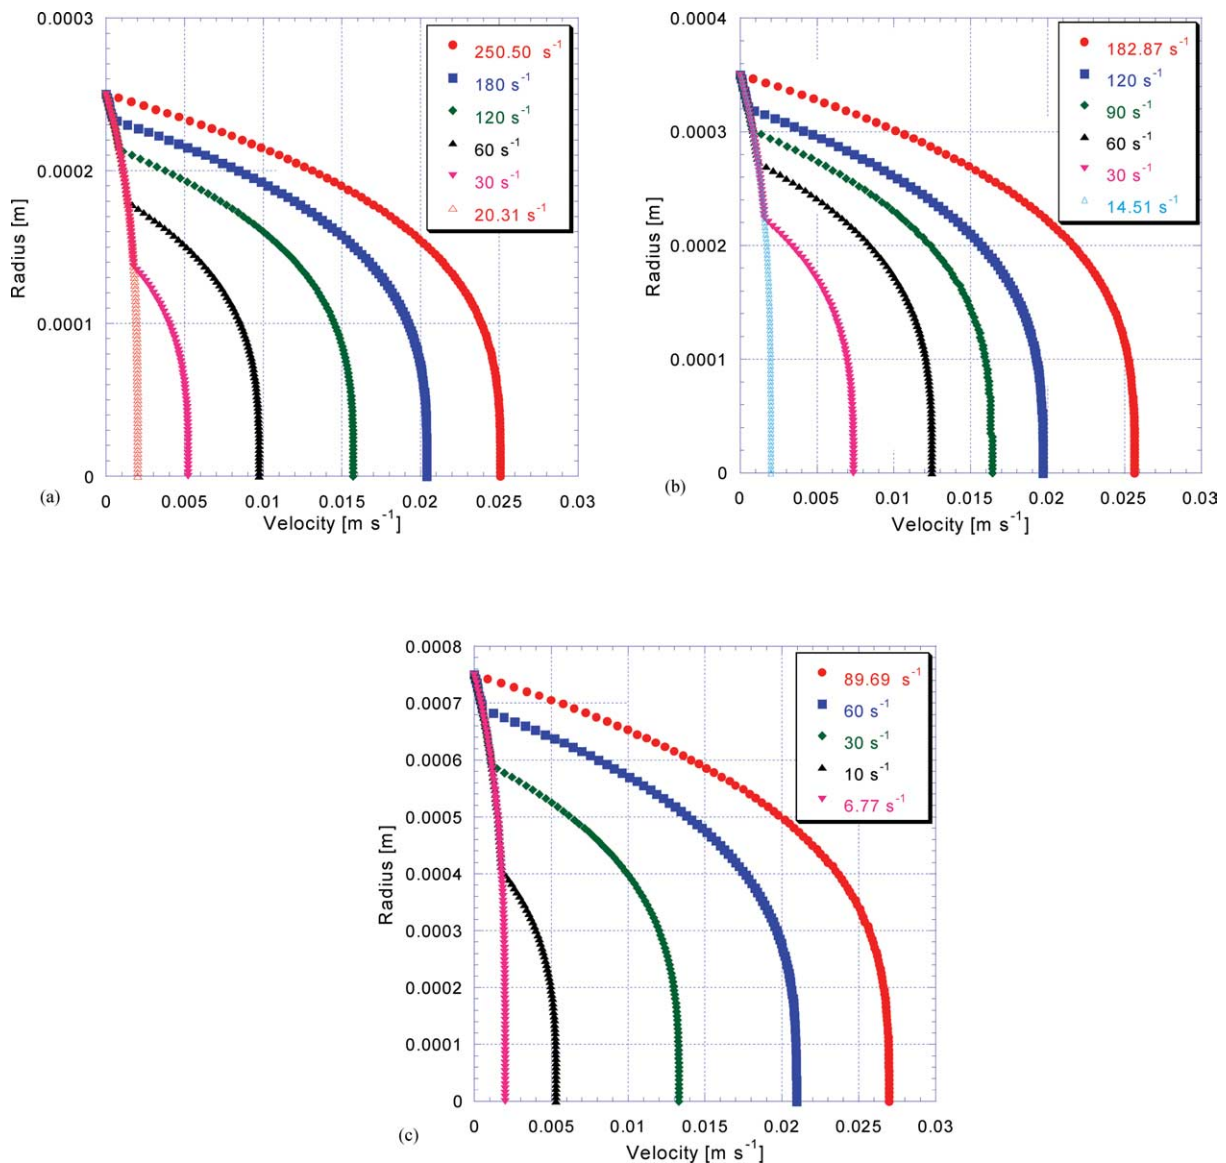 0.0003
0.0002
0.0001
0
Radius [m]
250.50 s⁻¹
180 s⁻¹
120 s⁻¹
60 s⁻¹
30 s⁻¹
20.31 s⁻¹
0 0.005 0.01 0.015 0.02 0.025 0.03
Velocity [m s⁻¹]
(a)
0.0004
0.0003
0.0002
0.0001
0
Radius [m]
182.87 s⁻¹
120 s⁻¹
90 s⁻¹
60 s⁻¹
30 s⁻¹
14.51 s⁻¹
0 0.005 0.01 0.015 0.02 0.025 0.03
Velocity [m s⁻¹]
(b)
0.0008
0.0007
0.0006
0.0005
0.0004
0.0003
0.0002
0.0001
0
Radius [m]
89.69 s⁻¹
60 s⁻¹
30 s⁻¹
10 s⁻¹
6.77 s⁻¹
0 0.005 0.01 0.015 0.02 0.025 0.03
Velocity [m s⁻¹]
(c)